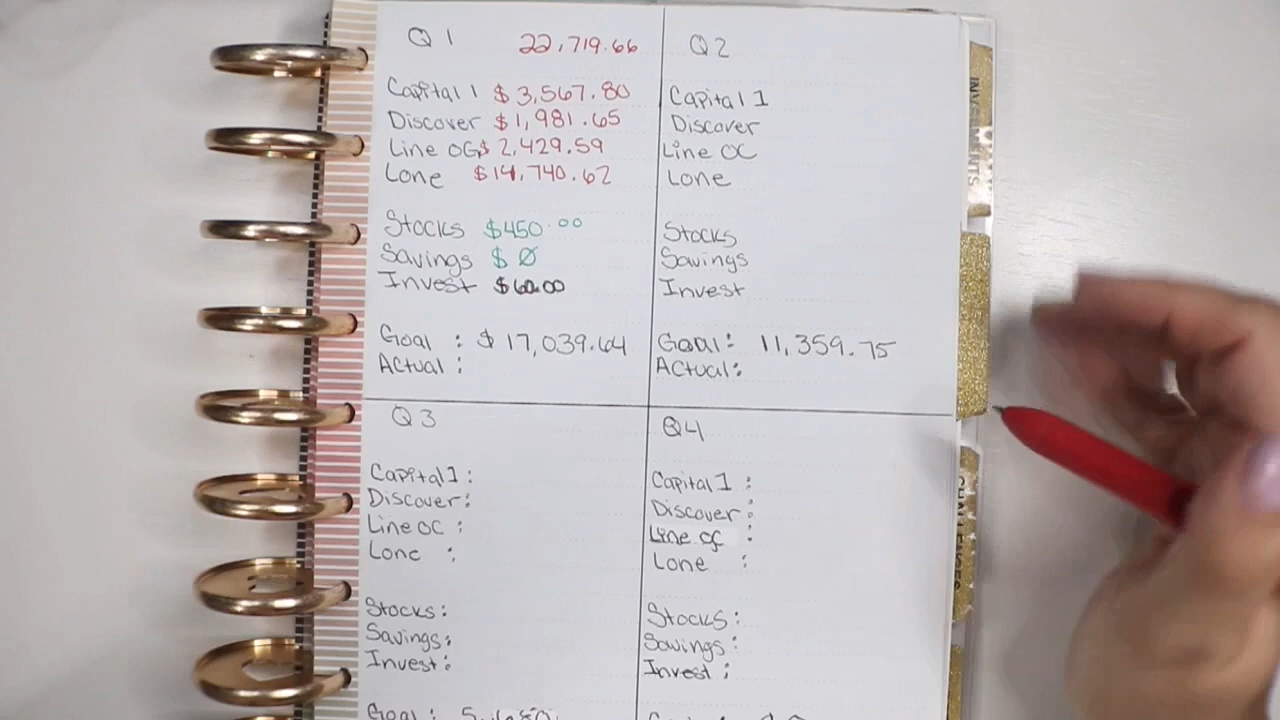 Q1 22,719.66
Capital 1 $3,567.80
Discover $1,981.65
Line OC $2,429.59
Lone $14,740.62
Stocks $450.00
Savings $0
Invest $60.00
Goal : $17,039.64
Actual :
Q2
Capital 1
Discover
Line OC
Lone
Stocks
Savings
Invest
Goal: 11,359.75
Actual:
Q3
Capital 1 :
Discover:
Line OC :
Lone :
Stocks:
Savings:
Invest:
Goal:
Q4
Capital 1 :
Discover:
Line of :
Lone :
Stocks:
Savings:
Invest :
CHALLENGES